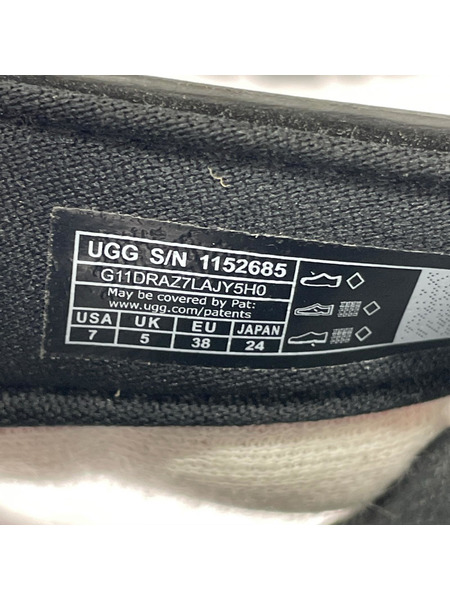 UGG S/N 1152685
G11DRAZ7LAJY5H0
May be covered by Pat:
www.ugg.com/patents
USA UK EU JAPAN
7 5 38 24